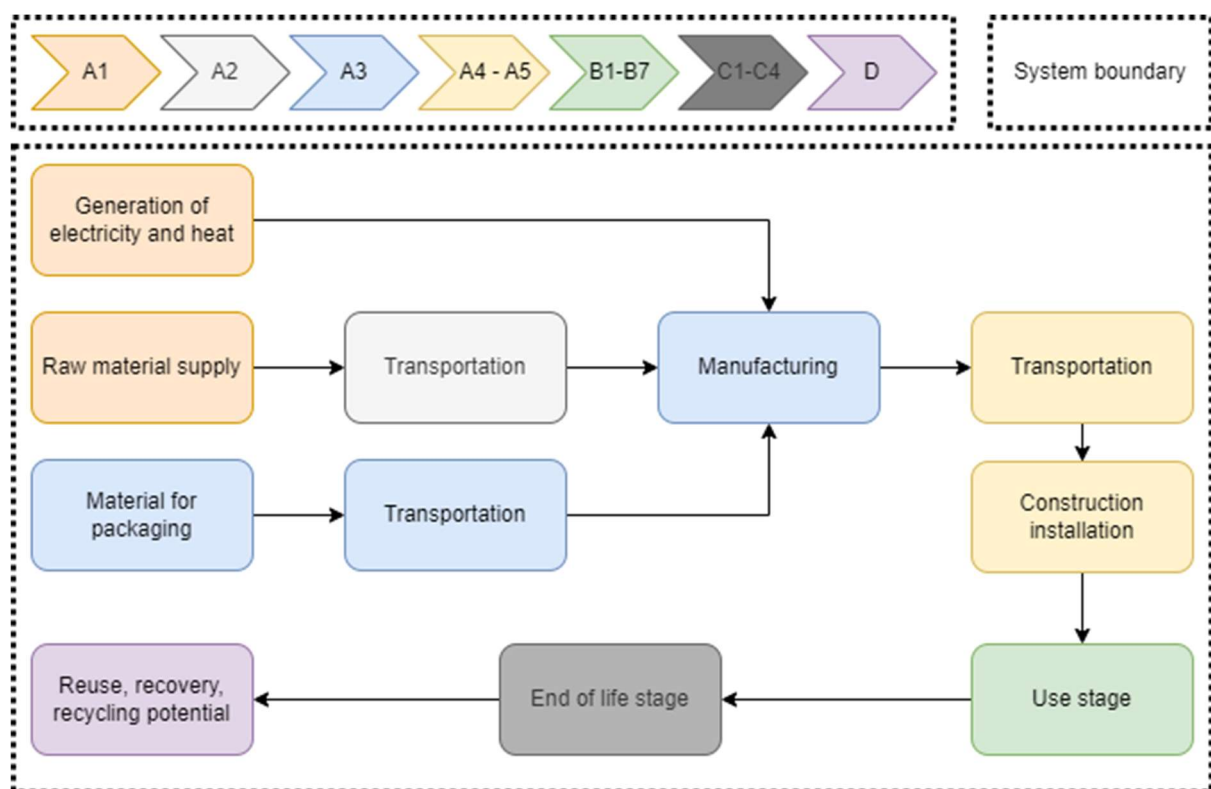 A1
A2
A3
A4 - A5
B1-B7
C1-C4
D
System boundary
Generation of
electricity and heat
Raw material supply
Transportation
Manufacturing
Transportation
Material for
packaging
Transportation
Construction
installation
Reuse, recovery,
recycling potential
End of life stage
Use stage